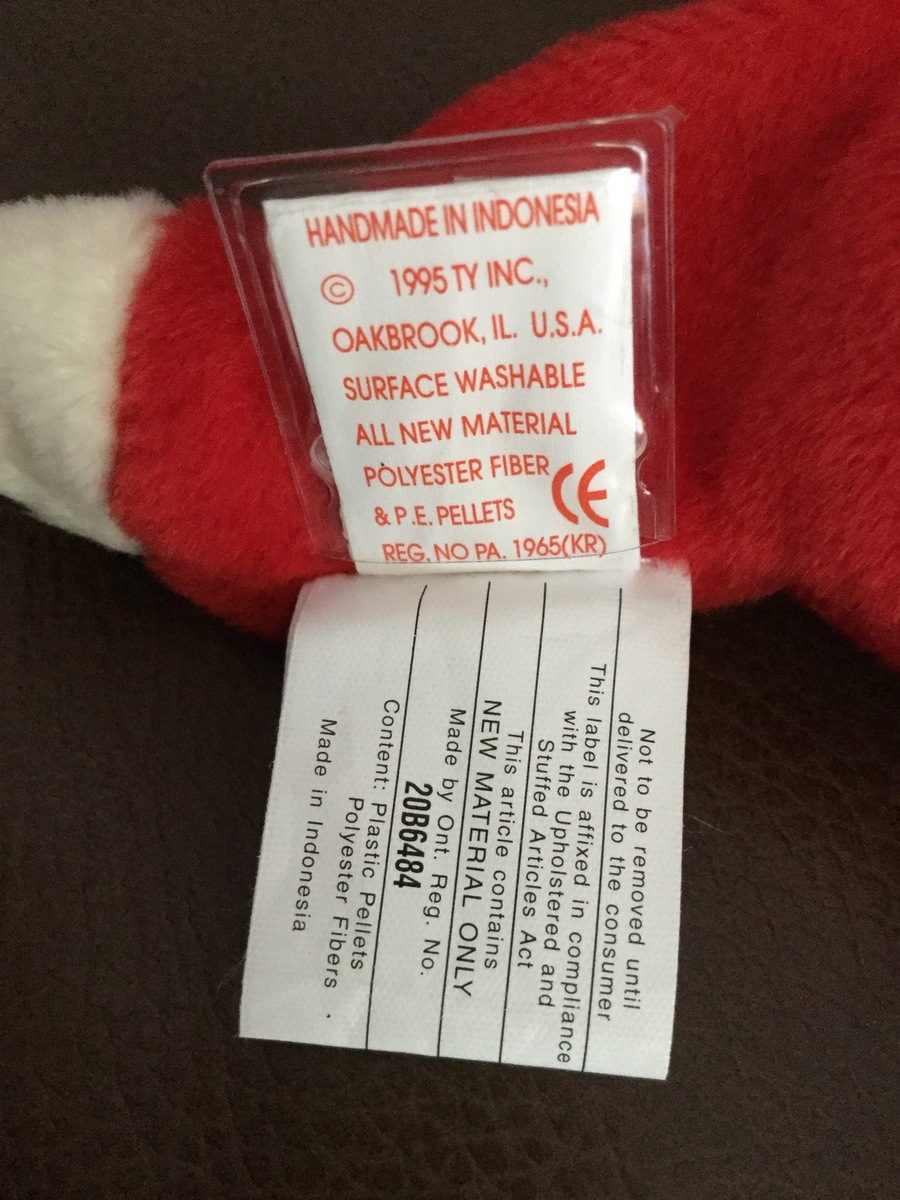 HANDMADE IN INDONESIA
© 1995 TY INC.,
OAKBROOK, IL. U.S.A.
SURFACE WASHABLE
ALL NEW MATERIAL
POLYESTER FIBER
& P.E. PELLETS
CE
REG. NO PA. 1965(KR)
Not to be removed until
delivered to the consumer
This label is affixed in compliance
with the Upholstered and
Stuffed Articles Act
This article contains
NEW MATERIAL ONLY
Made by Ont. Reg. No.
20B6484
Content: Plastic Pellets
Polyester Fibers .
Made in Indonesia